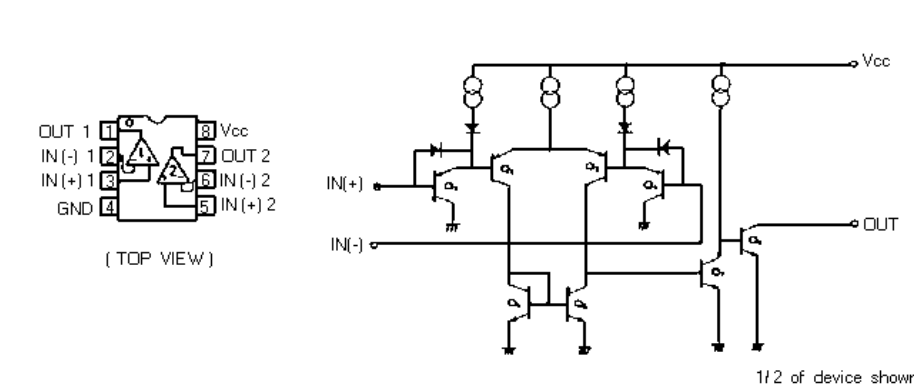 OUT 1 1 8 Vcc
IN(-) 1 2 7 OUT 2
IN(+) 1 3 6 IN(-) 2
GND 4 5 IN(+) 2
1
2
( TOP VIEW )
Vcc
IN(+)
IN(-)
OUT
1/2 of device shown